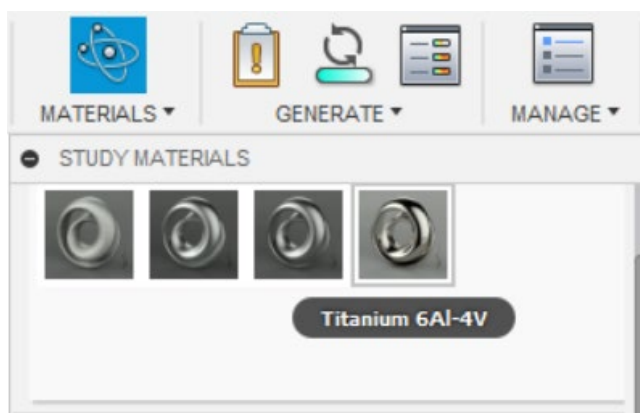 MATERIALS GENERATE MANAGE
STUDY MATERIALS
Titanium 6Al-4V